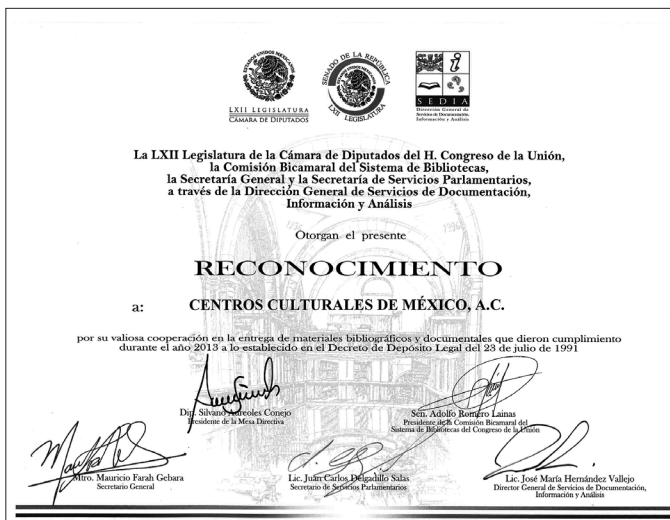 ESTADOS UNIDOS MEXICANOS
LXII LEGISLATURA
CÁMARA DE DIPUTADOS
SENADO DE LA REPÚBLICA
LXII LEGISLATURA
SEDIA
Dirección General de
Servicios de Documentación,
Información y Análisis
La LXII Legislatura de la Cámara de Diputados del H. Congreso de la Unión,
la Comisión Bicamaral del Sistema de Bibliotecas,
la Secretaría General y la Secretaría de Servicios Parlamentarios,
a través de la Dirección General de Servicios de Documentación,
Información y Análisis
Otorgan el presente
RECONOCIMIENTO
a: CENTROS CULTURALES DE MÉXICO, A.C.
por su valiosa cooperación en la entrega de materiales bibliográficos y documentales que dieron cumplimiento
durante el año 2013 a lo establecido en el Decreto de Depósito Legal del 23 de julio de 1991
Dip. Silvano Aureoles Conejo
Presidente de la Mesa Directiva
Sen. Adolfo Romero Lainas
Presidente de la Comisión Bicamaral del
Sistema de Bibliotecas del Congreso de la Unión
Mtro. Mauricio Farah Gebara
Secretario General
Lic. Juan Carlos Delgadillo Salas
Secretario de Servicios Parlamentarios
Lic. José María Hernández Vallejo
Director General de Servicios de Documentación,
Información y Análisis